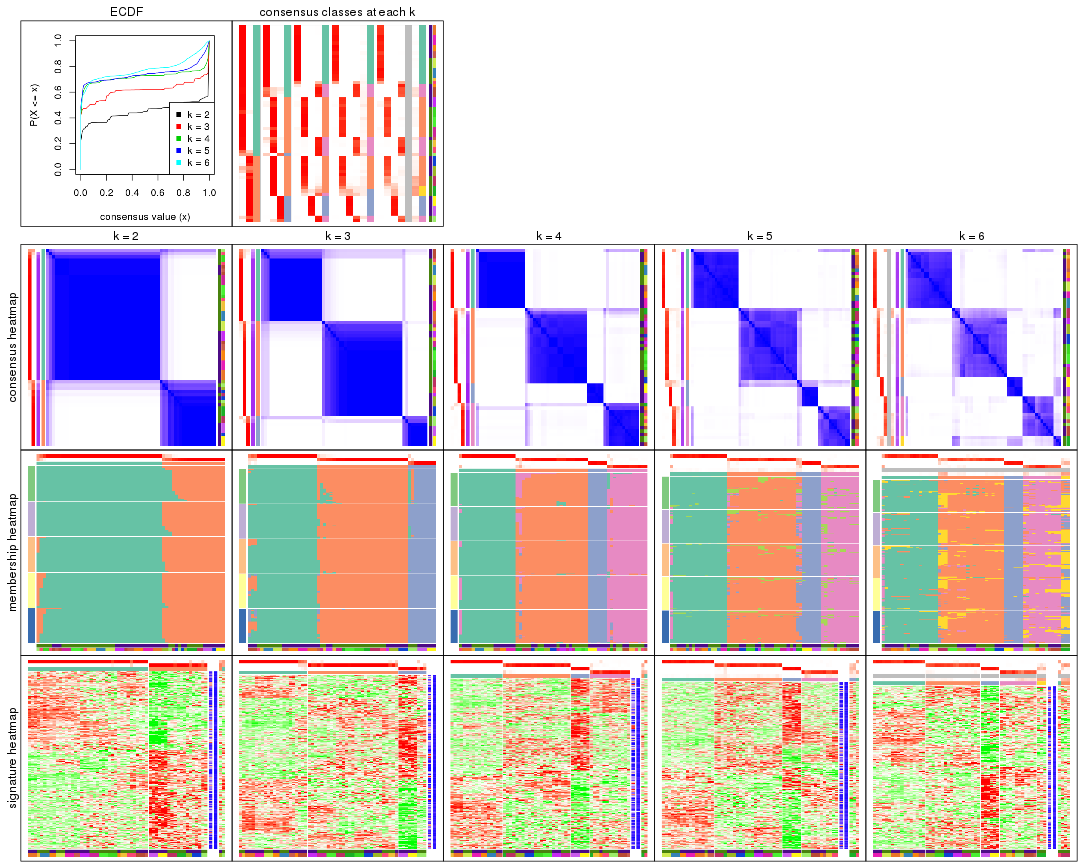 ECDF
consensus classes at each k
P(X <= x)
0.0 0.2 0.4 0.6 0.8 1.0
k = 2
k = 3
k = 4
k = 5
k = 6
0.0 0.2 0.4 0.6 0.8 1.0
consensus value (x)
k = 2 k = 3 k = 4 k = 5 k = 6
consensus heatmap
membership heatmap
signature heatmap